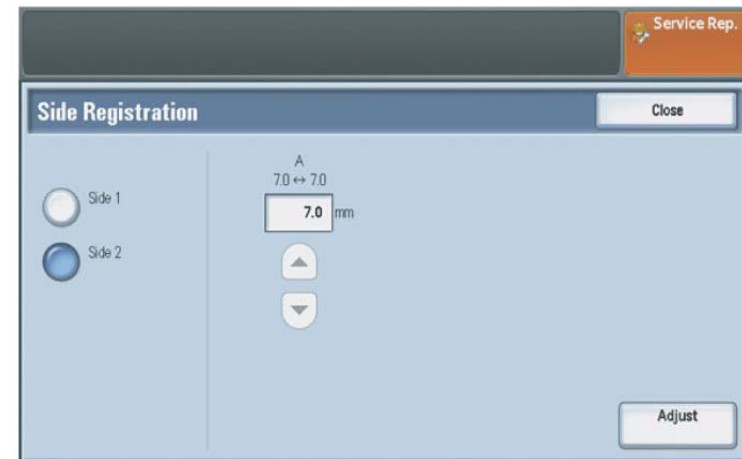 Service Rep.
Side Registration
Close
A
7.0 ↔ 7.0
Side 1
7.0 mm
Side 2
Adjust